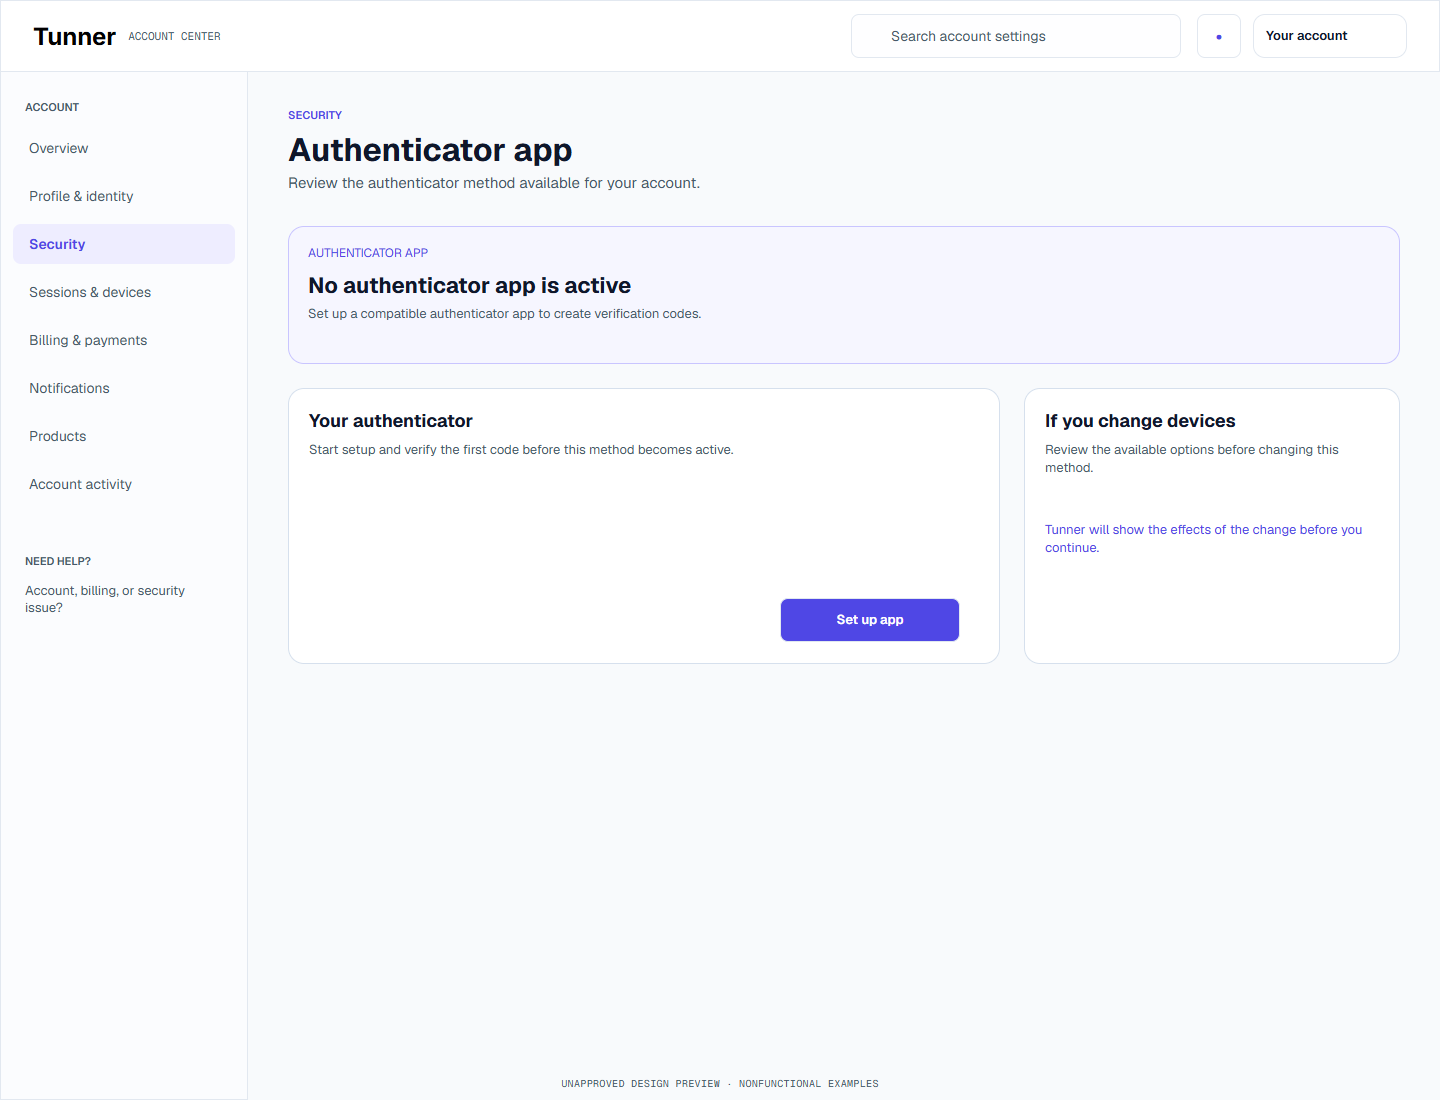 Tunner ACCOUNT CENTER
Search account settings
Your account
ACCOUNT
Overview
Profile & identity
Security
Sessions & devices
Billing & payments
Notifications
Products
Account activity
NEED HELP?
Account, billing, or security
issue?
SECURITY
Authenticator app
Review the authenticator method available for your account.
AUTHENTICATOR APP
No authenticator app is active
Set up a compatible authenticator app to create verification codes.
Your authenticator
Start setup and verify the first code before this method becomes active.
Set up app
If you change devices
Review the available options before changing this
method.
Tunner will show the effects of the change before you
continue.
UNAPPROVED DESIGN PREVIEW · NONFUNCTIONAL EXAMPLES